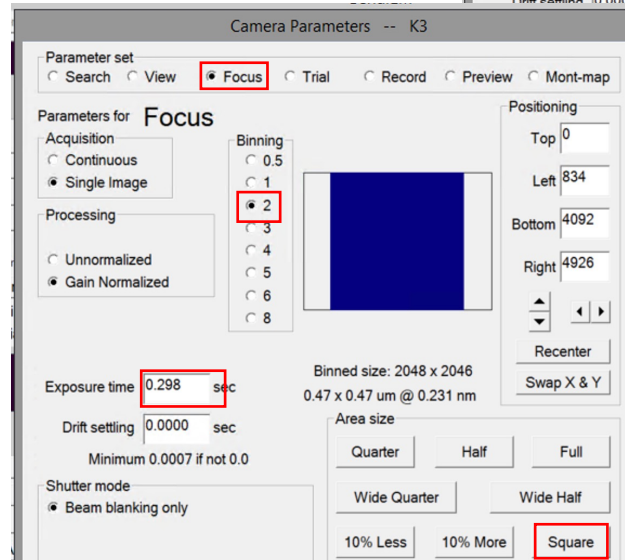 Camera Parameters -- K3
Parameter set
Search View Focus Trial Record Preview Mont-map
Parameters for Focus
Acquisition
Continuous
Single Image
Processing
Unnormalized
Gain Normalized
Binning
0.5
1
2
3
4
5
6
8
Positioning
Top 0
Left 834
Bottom 4092
Right 4926
Recenter
Swap X & Y
Exposure time 0.298 sec
Drift settling 0.0000 sec
Minimum 0.0007 if not 0.0
Shutter mode
Beam blanking only
Binned size: 2048 x 2046
0.47 x 0.47 um @ 0.231 nm
Area size
Quarter Half Full
Wide Quarter Wide Half
10% Less 10% More Square